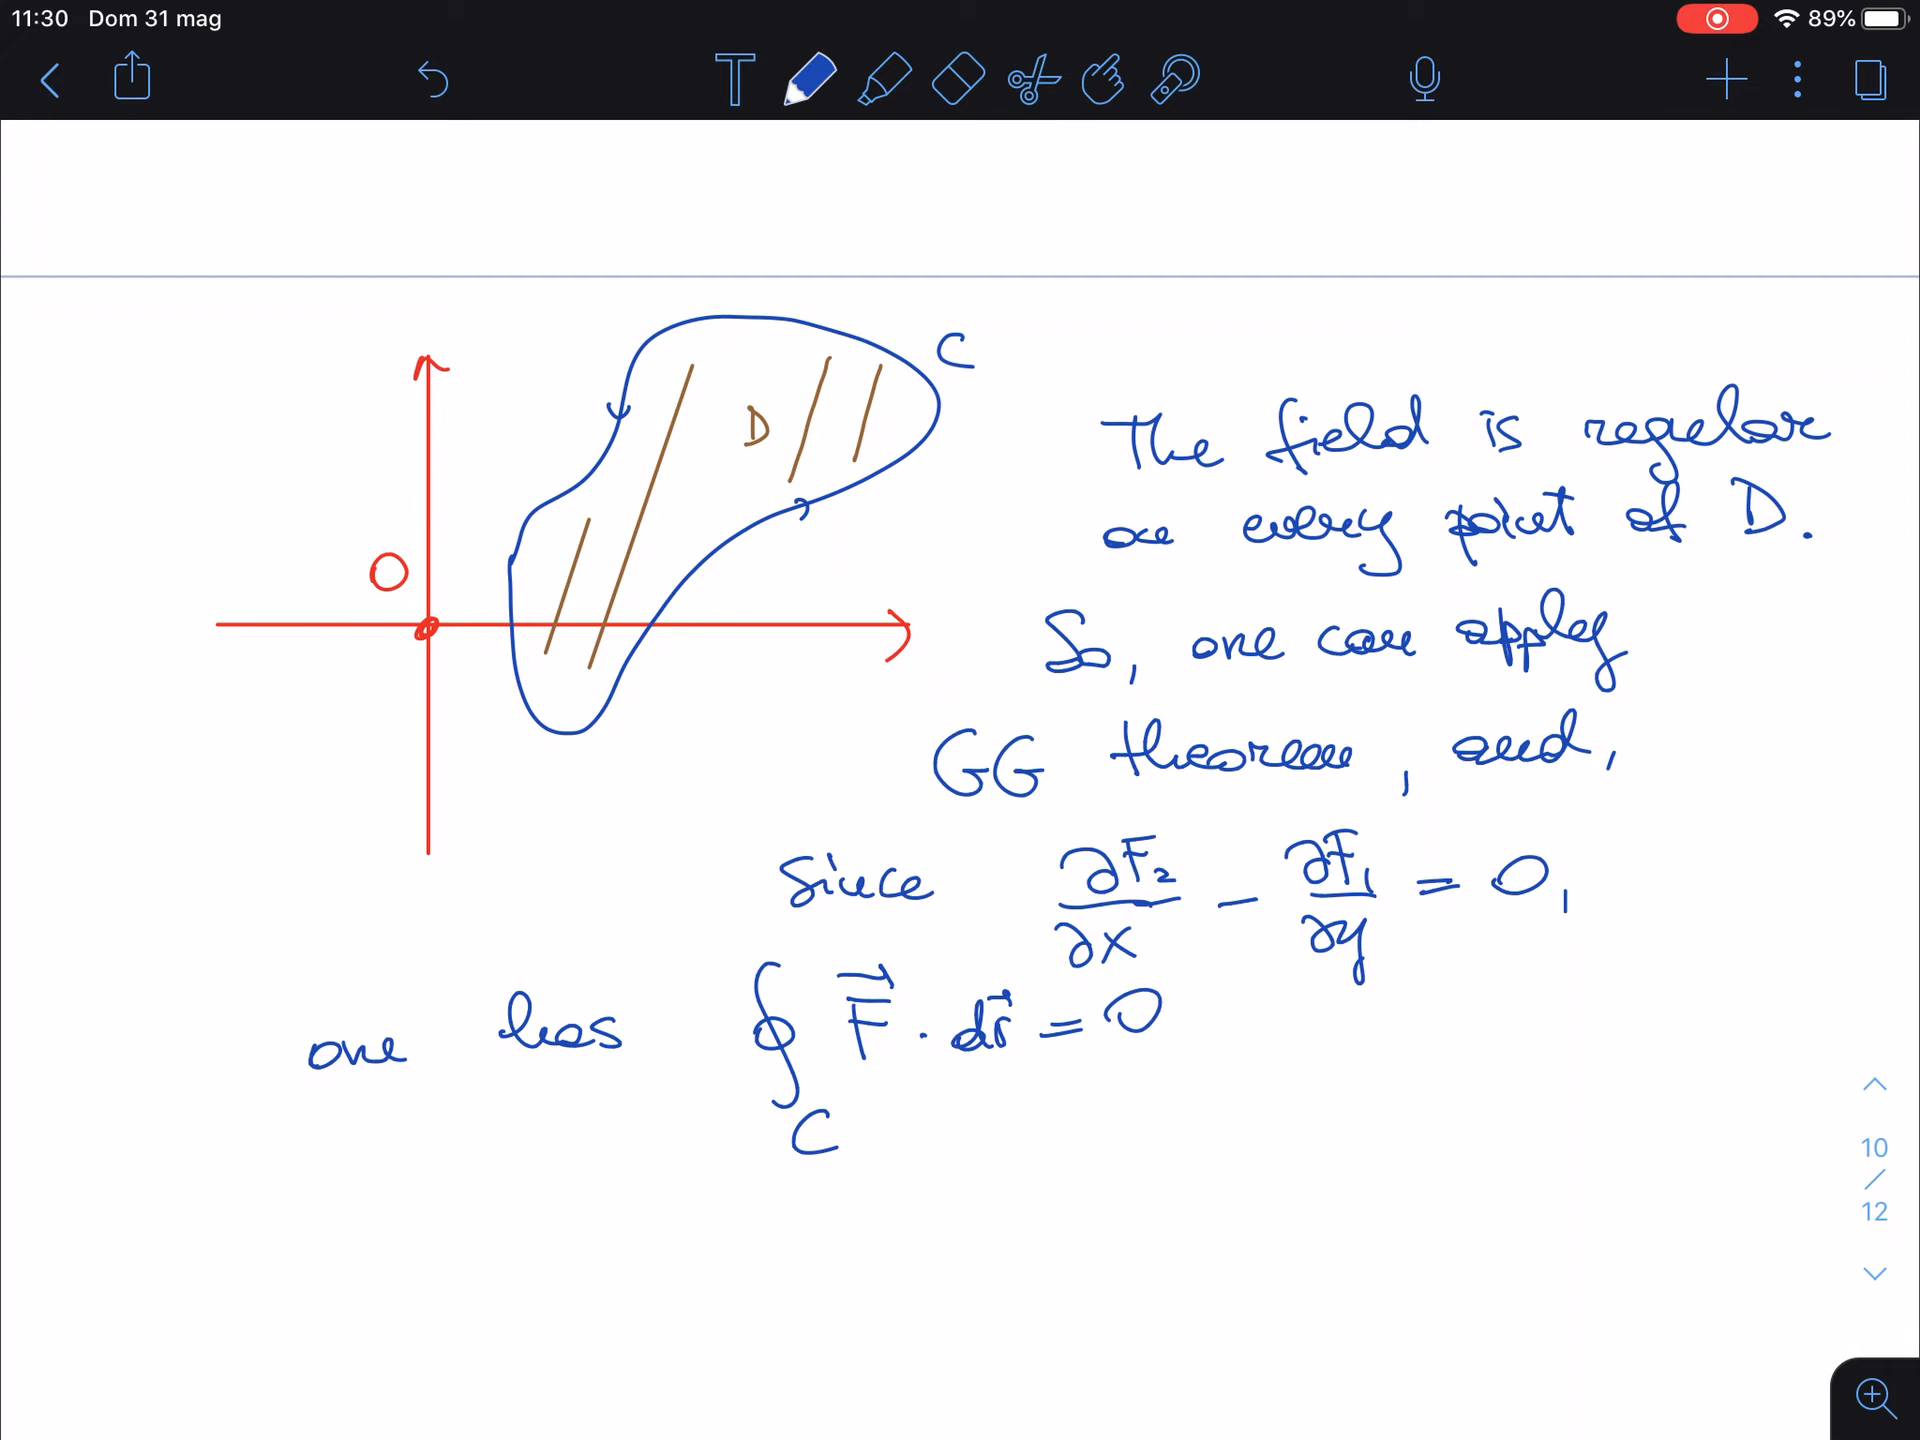 11:30 Dom 31 mag 89%
C
D
O
The field is regular
on every point of D.
So, one can apply
GG theorem, and,
since ∂F₂/∂x - ∂F₁/∂y = 0,
one has ∮_C F⃗ · dr⃗ = 0
10
/
12